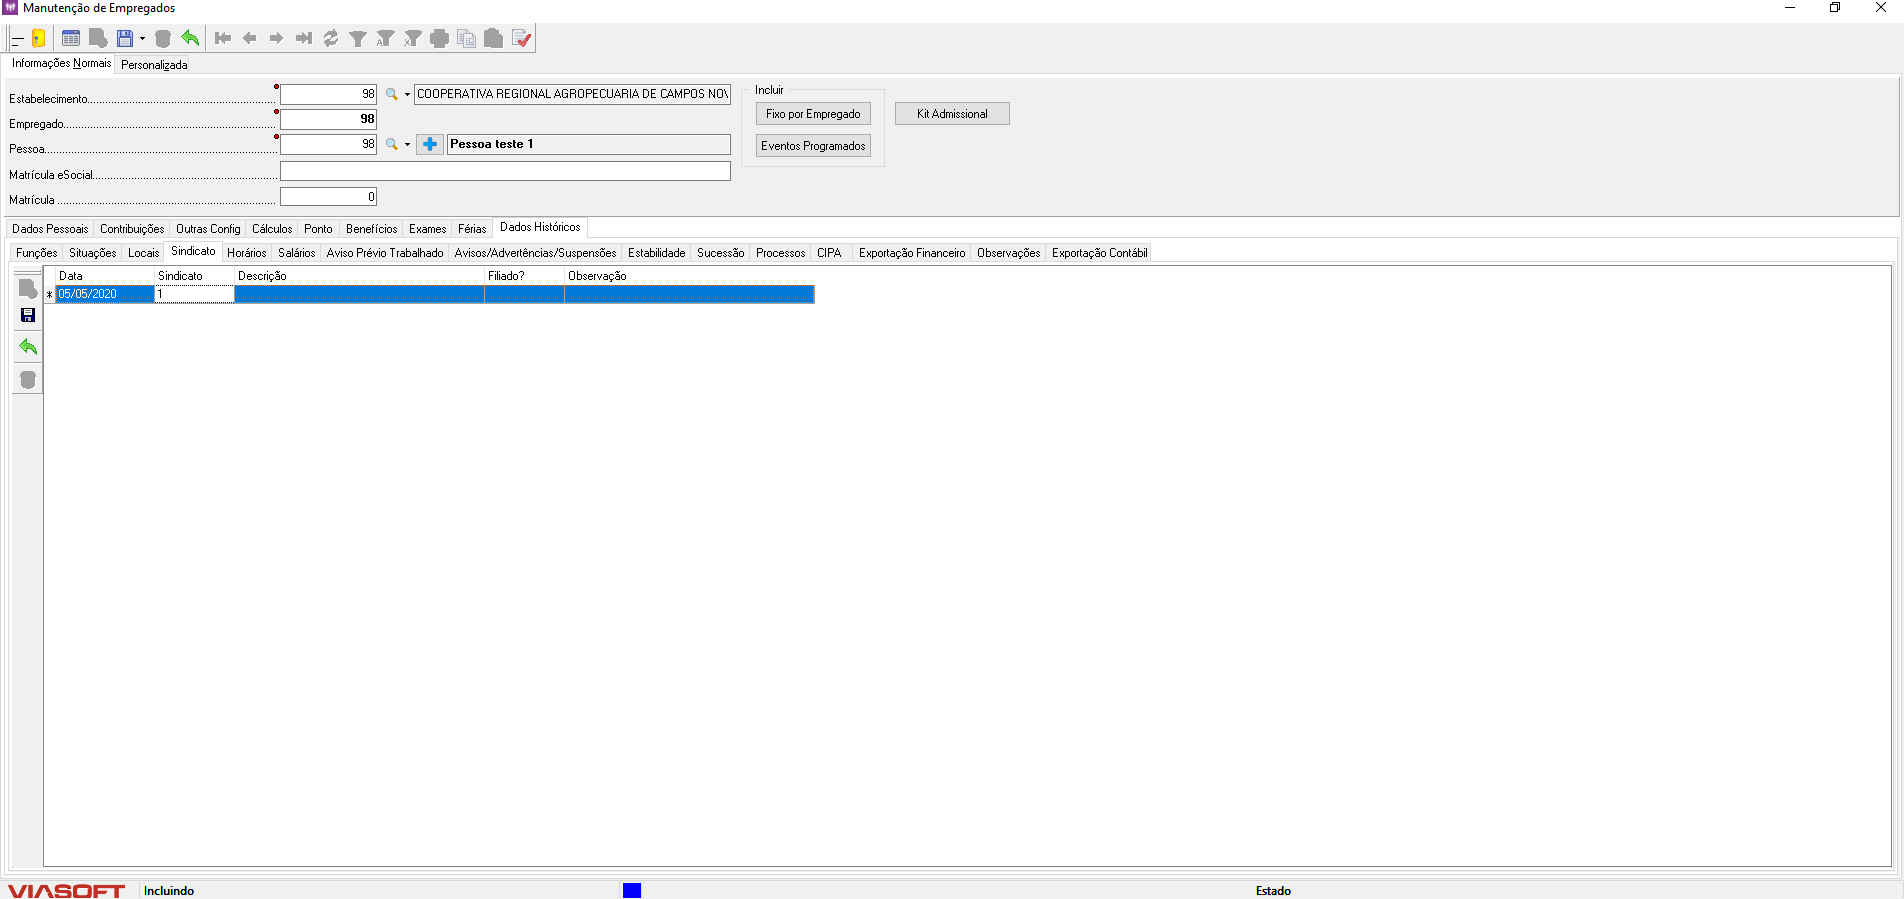 Manutenção de Empregados
Informações Normais Personalizada
Estabelecimento 98 COOPERATIVA REGIONAL AGROPECUARIA DE CAMPOS NOV
Empregado 98
Pessoa 98 Pessoa teste 1
Matrícula eSocial
Matrícula 0
Incluir
Fixo por Empregado
Eventos Programados
Kit Admissional
Dados Pessoais Contribuições Outras Config Cálculos Ponto Benefícios Exames Férias Dados Históricos
Funções Situações Locais Sindicato Horários Salários Aviso Prévio Trabalhado Avisos/Advertências/Suspensões Estabilidade Sucessão Processos CIPA Exportação Financeiro Observações Exportação Contábil
Data Sindicato Descrição Filiado? Observação
* 05/05/2020 1
VIASOFT Incluindo Estado